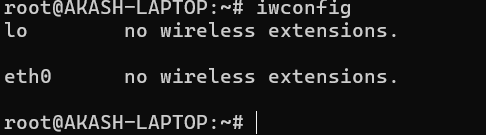 root@AKASH-LAPTOP:~# iwconfig
lo        no wireless extensions.
eth0      no wireless extensions.
root@AKASH-LAPTOP:~#